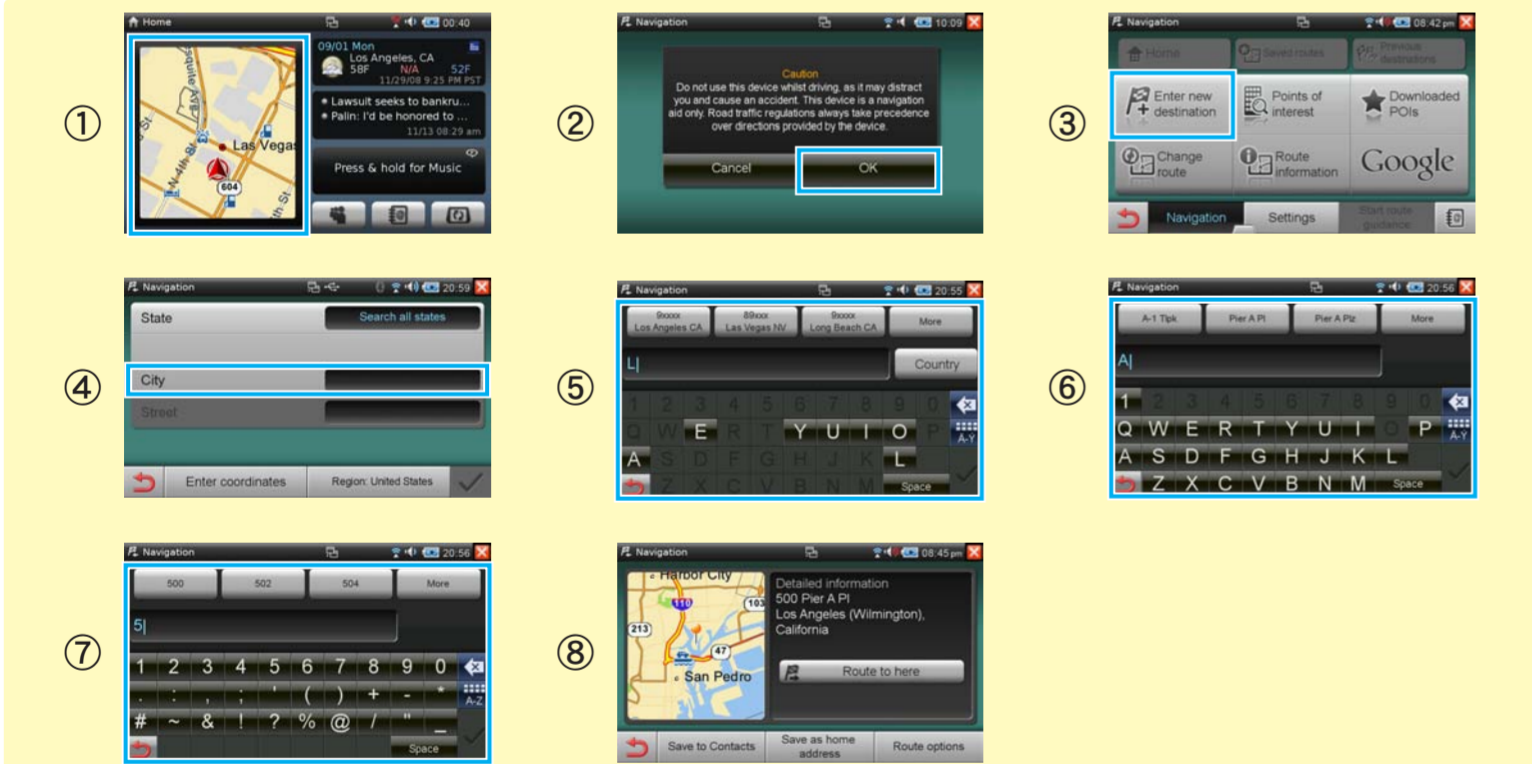 ①
Home
00:40
Mesquite Ave
N 4th St
4th St
St
Las Vegas
604
09/01 Mon
Los Angeles, CA
58F N/A 52F
11/29/08 9:25 PM PST
* Lawsuit seeks to bankru...
* Palin: I'd be honored to ...
11/13 08:29 am
Press & hold for Music
②
Navigation
10:09
Caution
Do not use this device whilst driving, as it may distract
you and cause an accident. This device is a navigation
aid only. Road traffic regulations always take precedence
over directions provided by the device.
Cancel
OK
③
Navigation
08:42 pm
Home
Saved routes
Previous
destinations
Enter new
destination
Points of
interest
Downloaded
POIs
Change
route
Route
information
Google
Navigation
Settings
Start route
guidance
④
Navigation
20:59
State
Search all states
City
Street
Enter coordinates
Region: United States
⑤
Navigation
20:55
9xxxx
Los Angeles CA
89xxx
Las Vegas NV
9xxxx
Long Beach CA
More
L|
Country
1 2 3 4 5 6 7 8 9 0
Q W E R T Y U I O P
A-Y
A S D F G H J K L
Z X C V B N M Space
⑥
Navigation
20:56
A-1 Tlpk
Pier A Pl
Pier A Plz
More
A|
1 2 3 4 5 6 7 8 9 0
Q W E R T Y U I O P
A-Y
A S D F G H J K L
Z X C V B N M Space
⑦
Navigation
20:56
500
502
504
More
5|
1 2 3 4 5 6 7 8 9 0
. : , ; ' ( ) + - *
A-Z
# ~ & ! ? % @ / " _
Space
⑧
Navigation
08:45 pm
Harbor City
110
103
213
47
San Pedro
Detailed information
500 Pier A Pl
Los Angeles (Wilmington),
California
Route to here
Save to Contacts
Save as home
address
Route options